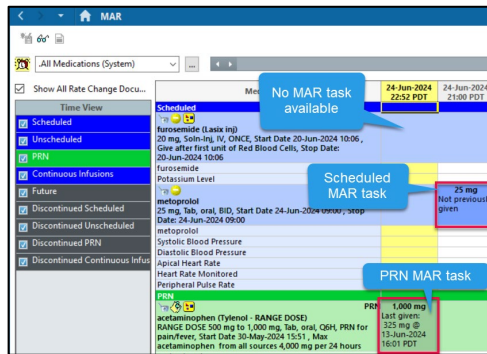 MAR
.All Medications (System)
...
Show All Rate Change Docu...
Time View
Scheduled
Unscheduled
PRN
Continuous Infusions
Future
Discontinued Scheduled
Discontinued Unscheduled
Discontinued PRN
Discontinued Continuous Infus
Me
24-Jun-2024
22:52 PDT
24-Jun-2024
21:00 PDT
No MAR task
available
Scheduled
furosemide (Lasix inj)
20 mg, Soln-Inj, IV, ONCE, Start Date 20-Jun-2024 10:06 ,
Give after first unit of Red Blood Cells, Stop Date:
20-Jun-2024 10:06
furosemide
Potassium Level
Scheduled
MAR task
metoprolol
25 mg, Tab, oral, BID, Start Date 24-Jun-2024 09:00 , Stop
Date: 24-Jun-2024 09:00
25 mg
Not previousl
given
metoprolol
Systolic Blood Pressure
Diastolic Blood Pressure
Apical Heart Rate
Heart Rate Monitored
Peripheral Pulse Rate
PRN MAR task
PRN
acetaminophen (Tylenol - RANGE DOSE)
RANGE DOSE 500 mg to 1,000 mg, Tab, oral, Q6H, PRN for
pain/fever, Start Date 30-May-2024 15:51 , Max
acetaminophen from all sources 4,000 mg per 24 hours
PRN
1,000 mg
Last given:
325 mg @
13-Jun-2024
16:01 PDT